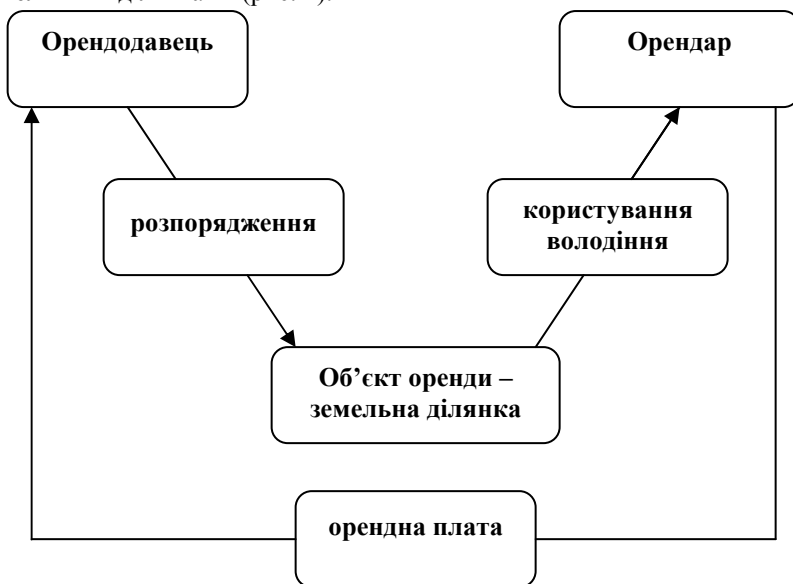 Орендодавець
Орендар
розпорядження
користування
володіння
Об’єкт оренди –
земельна ділянка
орендна плата